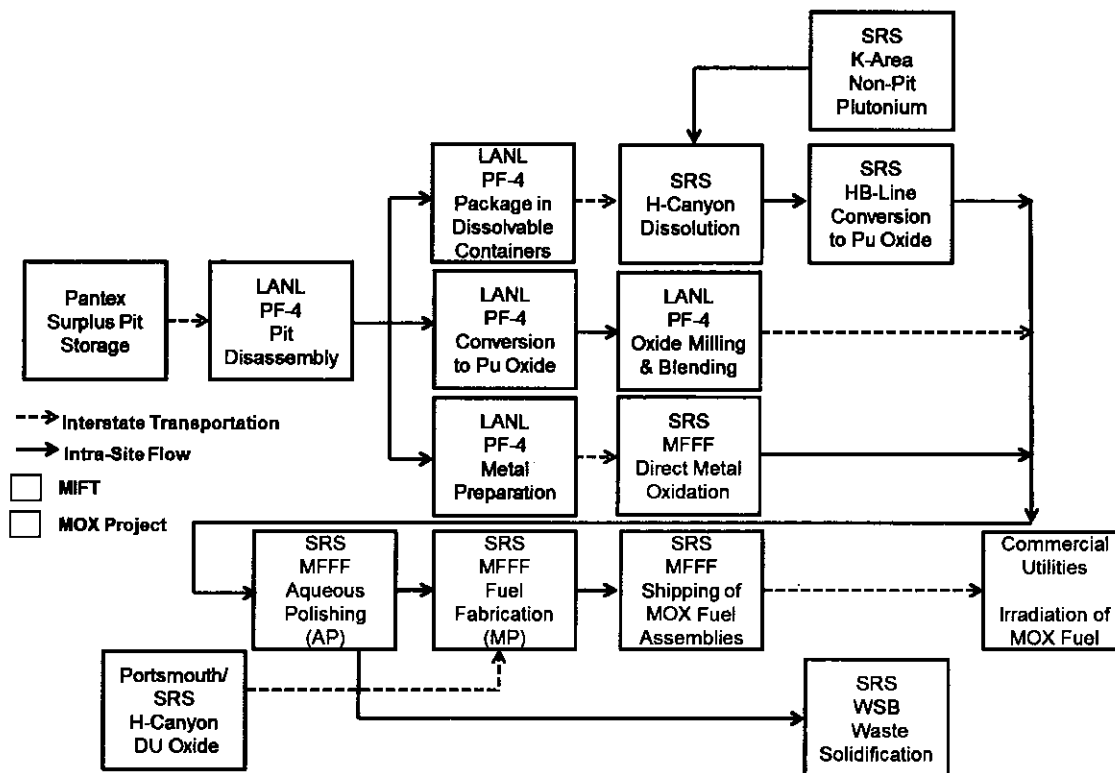 SRS
K-Area
Non-Pit
Plutonium
LANL
PF-4
Package in
Dissolvable
Containers
SRS
H-Canyon
Dissolution
SRS
HB-Line
Conversion
to Pu Oxide
Pantex
Surplus Pit
Storage
LANL
PF-4
Pit
Disassembly
LANL
PF-4
Conversion
to Pu Oxide
LANL
PF-4
Oxide Milling
& Blending
LANL
PF-4
Metal
Preparation
SRS
MFFF
Direct Metal
Oxidation
Interstate Transportation
Intra-Site Flow
MIFT
MOX Project
SRS
MFFF
Aqueous
Polishing
(AP)
SRS
MFFF
Fuel
Fabrication
(MP)
SRS
MFFF
Shipping of
MOX Fuel
Assemblies
Commercial
Utilities
Irradiation of
MOX Fuel
Portsmouth/
SRS
H-Canyon
DU Oxide
SRS
WSB
Waste
Solidification